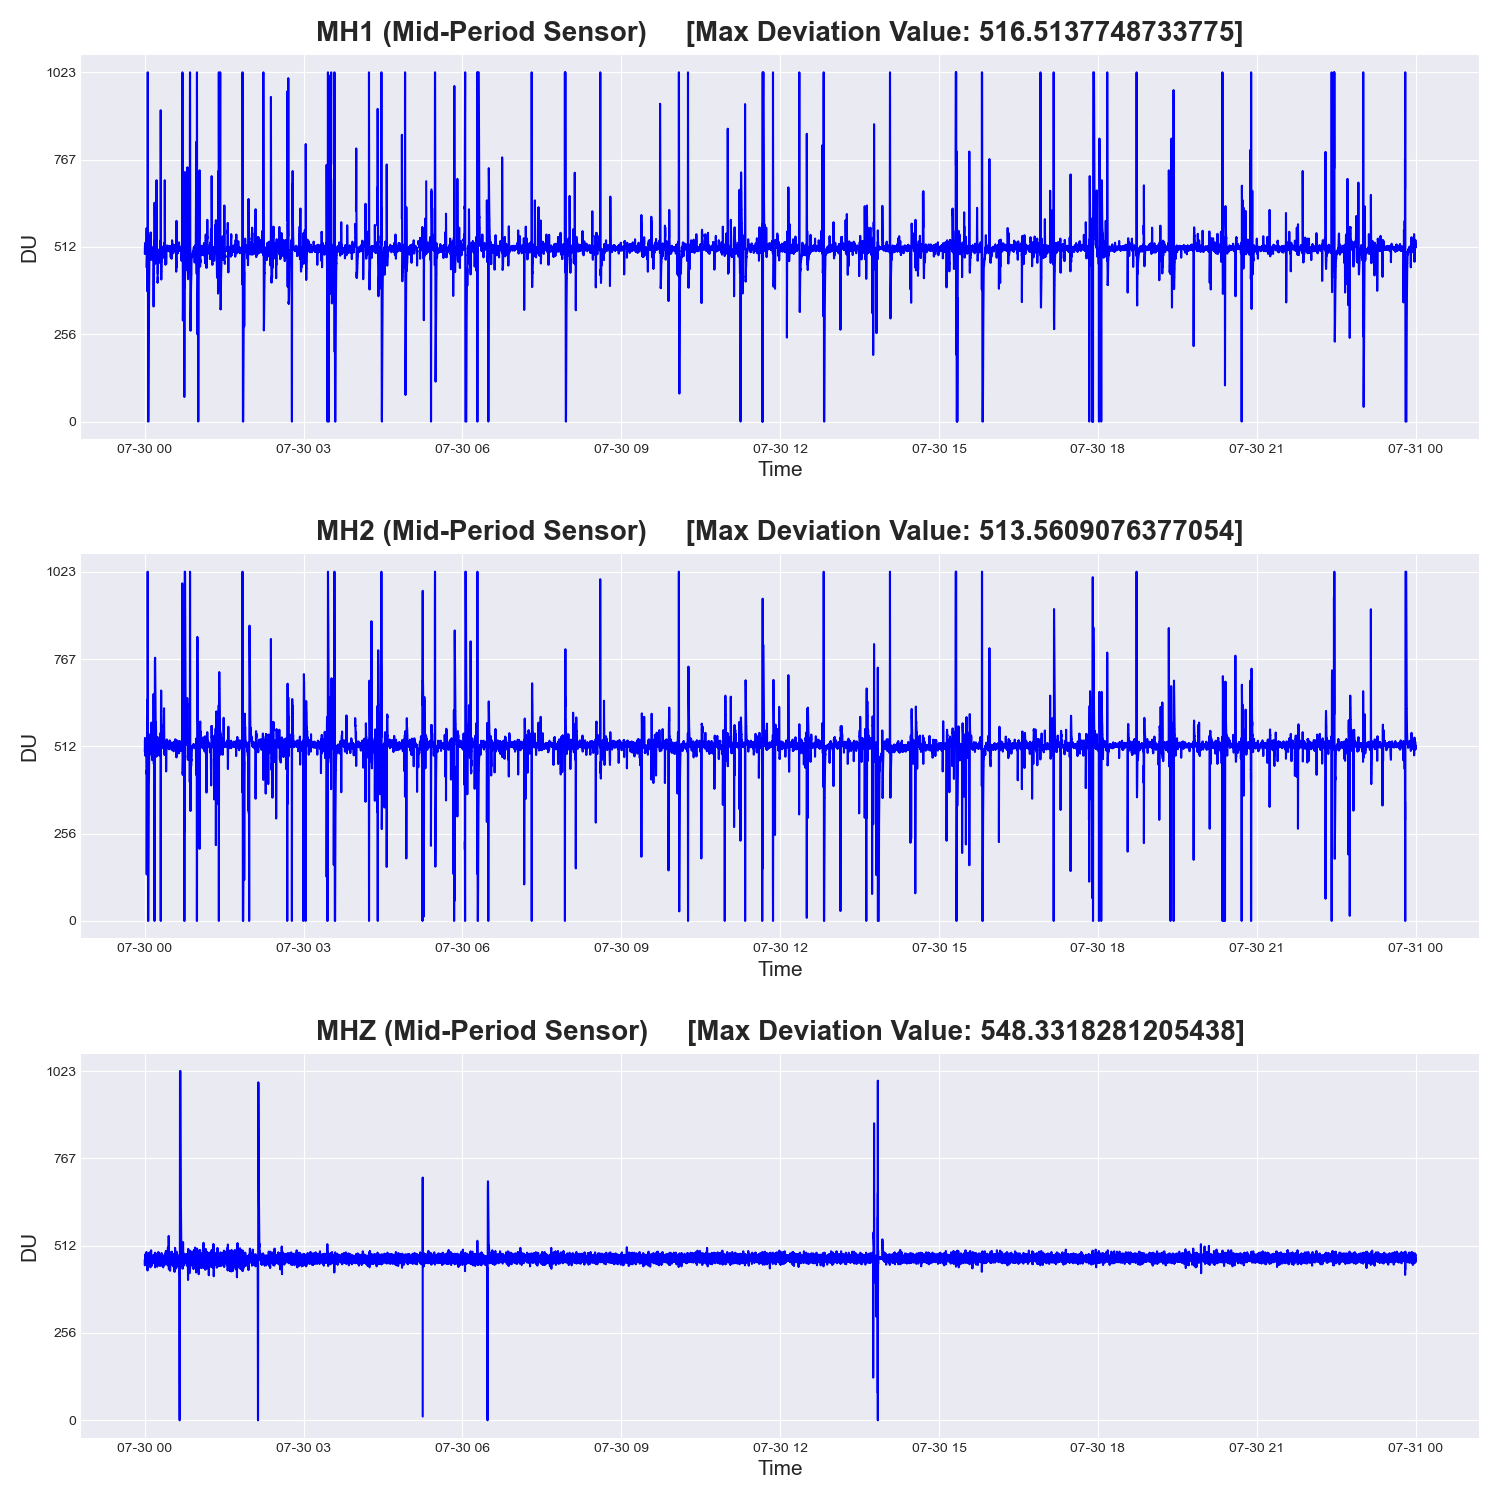 MH1 (Mid-Period Sensor) [Max Deviation Value: 516.5137748733775]
1023
767
512
256
0
DU
07-30 00 07-30 03 07-30 06 07-30 09 07-30 12 07-30 15 07-30 18 07-30 21 07-31 00
Time
MH2 (Mid-Period Sensor) [Max Deviation Value: 513.5609076377054]
1023
767
512
256
0
DU
07-30 00 07-30 03 07-30 06 07-30 09 07-30 12 07-30 15 07-30 18 07-30 21 07-31 00
Time
MHZ (Mid-Period Sensor) [Max Deviation Value: 548.3318281205438]
1023
767
512
256
0
DU
07-30 00 07-30 03 07-30 06 07-30 09 07-30 12 07-30 15 07-30 18 07-30 21 07-31 00
Time